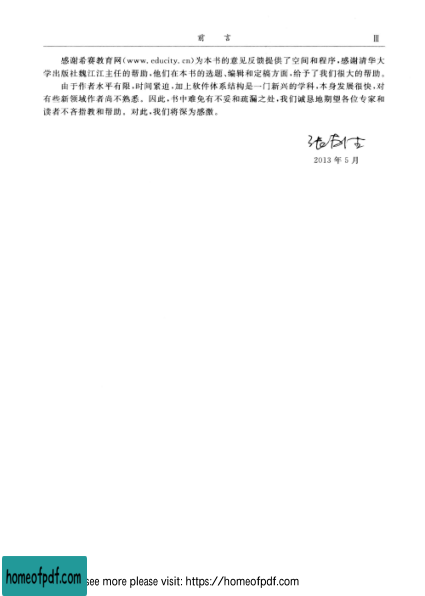 前 言 Ⅲ
感谢希赛教育网(www.educity.cn)为本书的意见反馈提供了空间和程序,感谢清华大
学出版社魏江江主任的帮助,他们在本书的选题、编辑和定稿方面,给予了我们很大的帮助。
由于作者水平有限,时间紧迫,加上软件体系结构是一门新兴的学科,本身发展很快,对
有些新领域作者尚不熟悉。因此,书中难免有不妥和疏漏之处,我们诚恳地期望各位专家和
读者不吝指教和帮助。对此,我们将深为感激。
2013 年 5 月
homeofpdf.com
see more please visit: https://homeofpdf.com